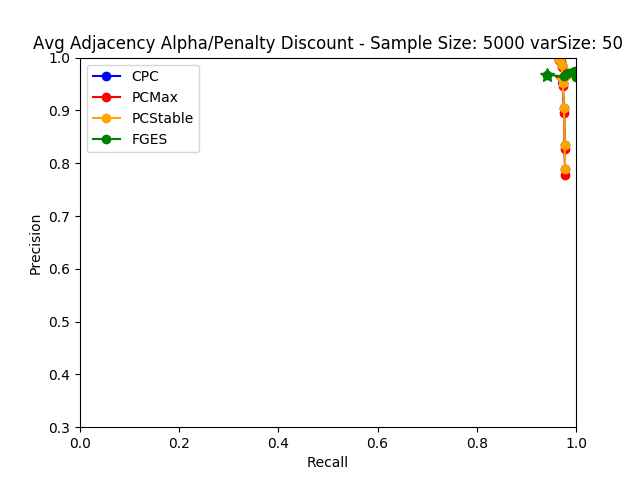 Avg Adjacency Alpha/Penalty Discount - Sample Size: 5000 varSize: 50
CPC
PCMax
PCStable
FGES
Precision
1.0
0.9
0.8
0.7
0.6
0.5
0.4
0.3
0.0
0.2
0.4
0.6
0.8
1.0
Recall